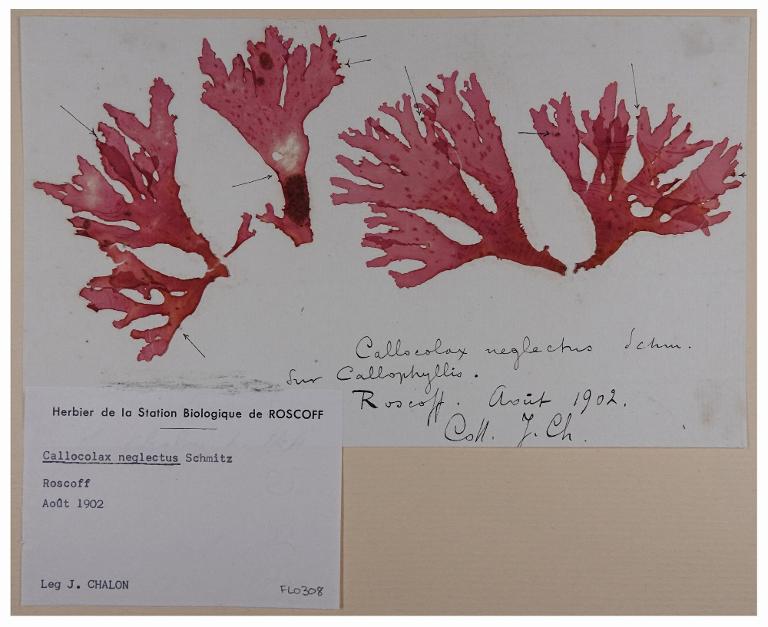 Callocolax neglectus Schm.
Sur Callophyllis.
Roscoff. Août 1902.
Coll. J. Ch.
Herbier de la Station Biologique de ROSCOFF
Callocolax neglectus Schmitz
Roscoff
Août 1902
Leg J. CHALON
FLO308